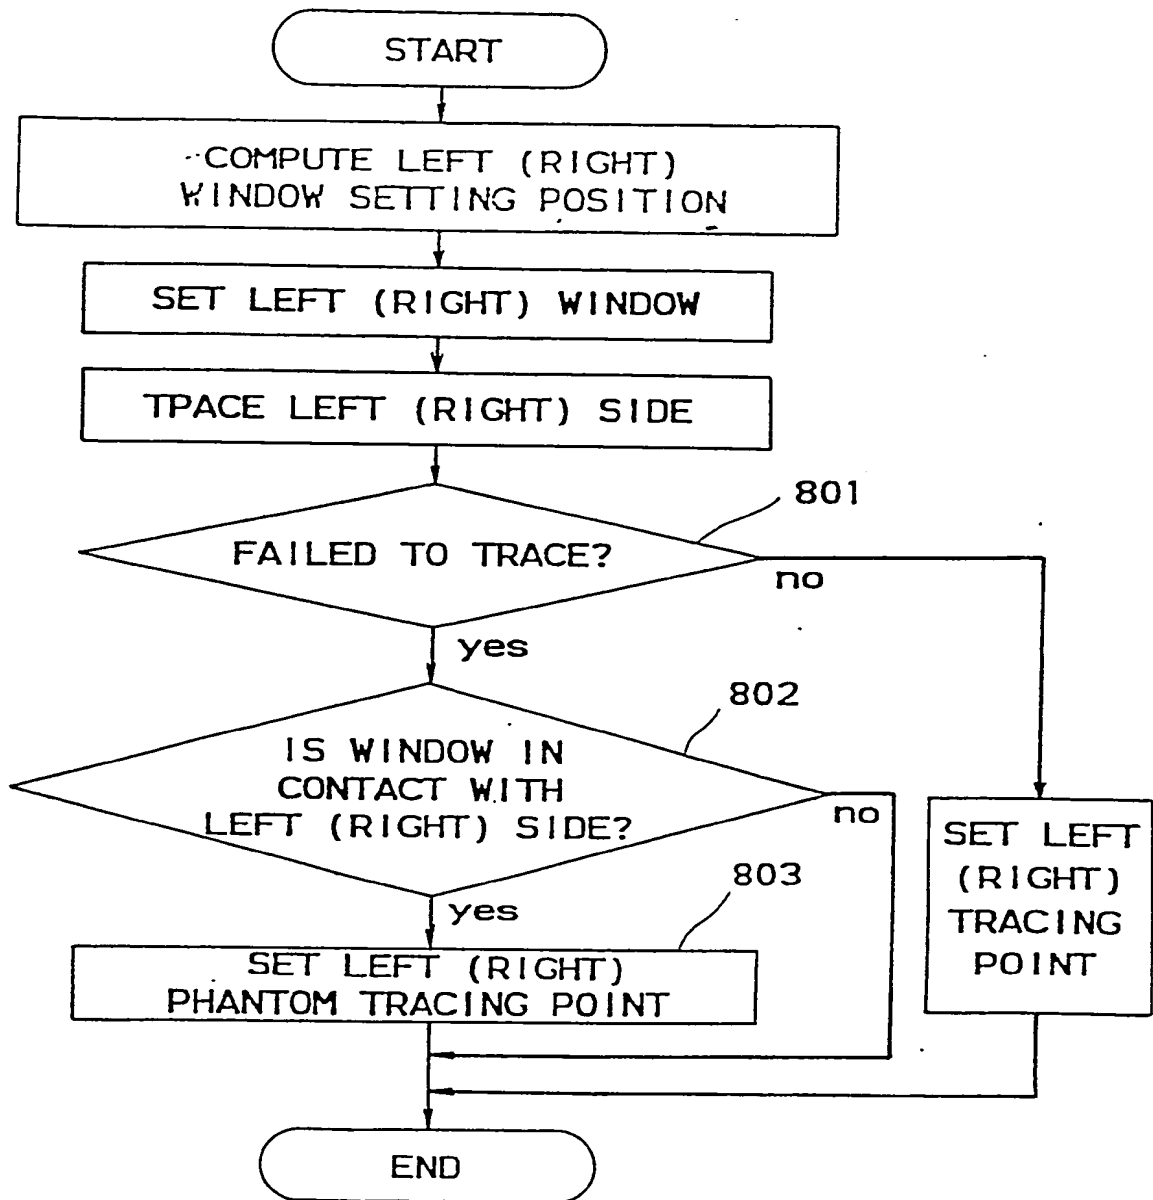 START
COMPUTE LEFT (RIGHT)
WINDOW SETTING POSITION
SET LEFT (RIGHT) WINDOW
TPACE LEFT (RIGHT) SIDE
801
FAILED TO TRACE?
no
yes
802
IS WINDOW IN
CONTACT WITH
LEFT (RIGHT) SIDE?
no
yes
803
SET LEFT (RIGHT)
PHANTOM TRACING POINT
SET LEFT
(RIGHT)
TRACING
POINT
END